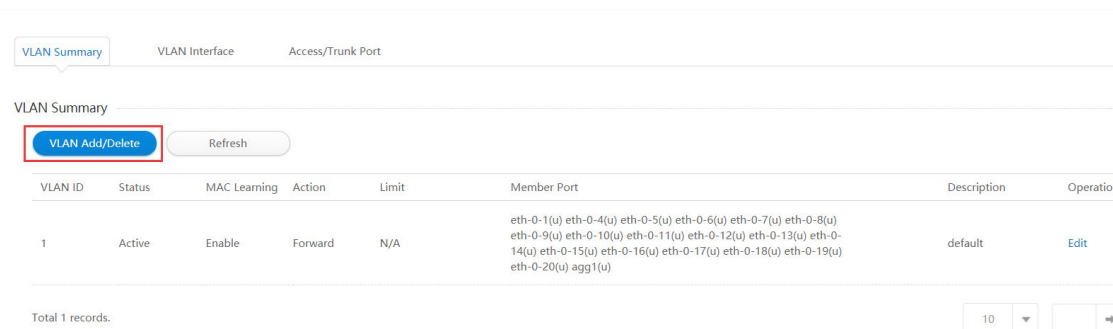 VLAN Summary VLAN Interface Access/Trunk Port
VLAN Summary
VLAN Add/Delete Refresh
VLAN ID Status MAC Learning Action Limit Member Port Description Operatio
eth-0-1(u) eth-0-4(u) eth-0-5(u) eth-0-6(u) eth-0-7(u) eth-0-8(u)
eth-0-9(u) eth-0-10(u) eth-0-11(u) eth-0-12(u) eth-0-13(u) eth-0-
1 Active Enable Forward N/A default Edit
14(u) eth-0-15(u) eth-0-16(u) eth-0-17(u) eth-0-18(u) eth-0-19(u)
eth-0-20(u) agg1(u)
Total 1 records. 10